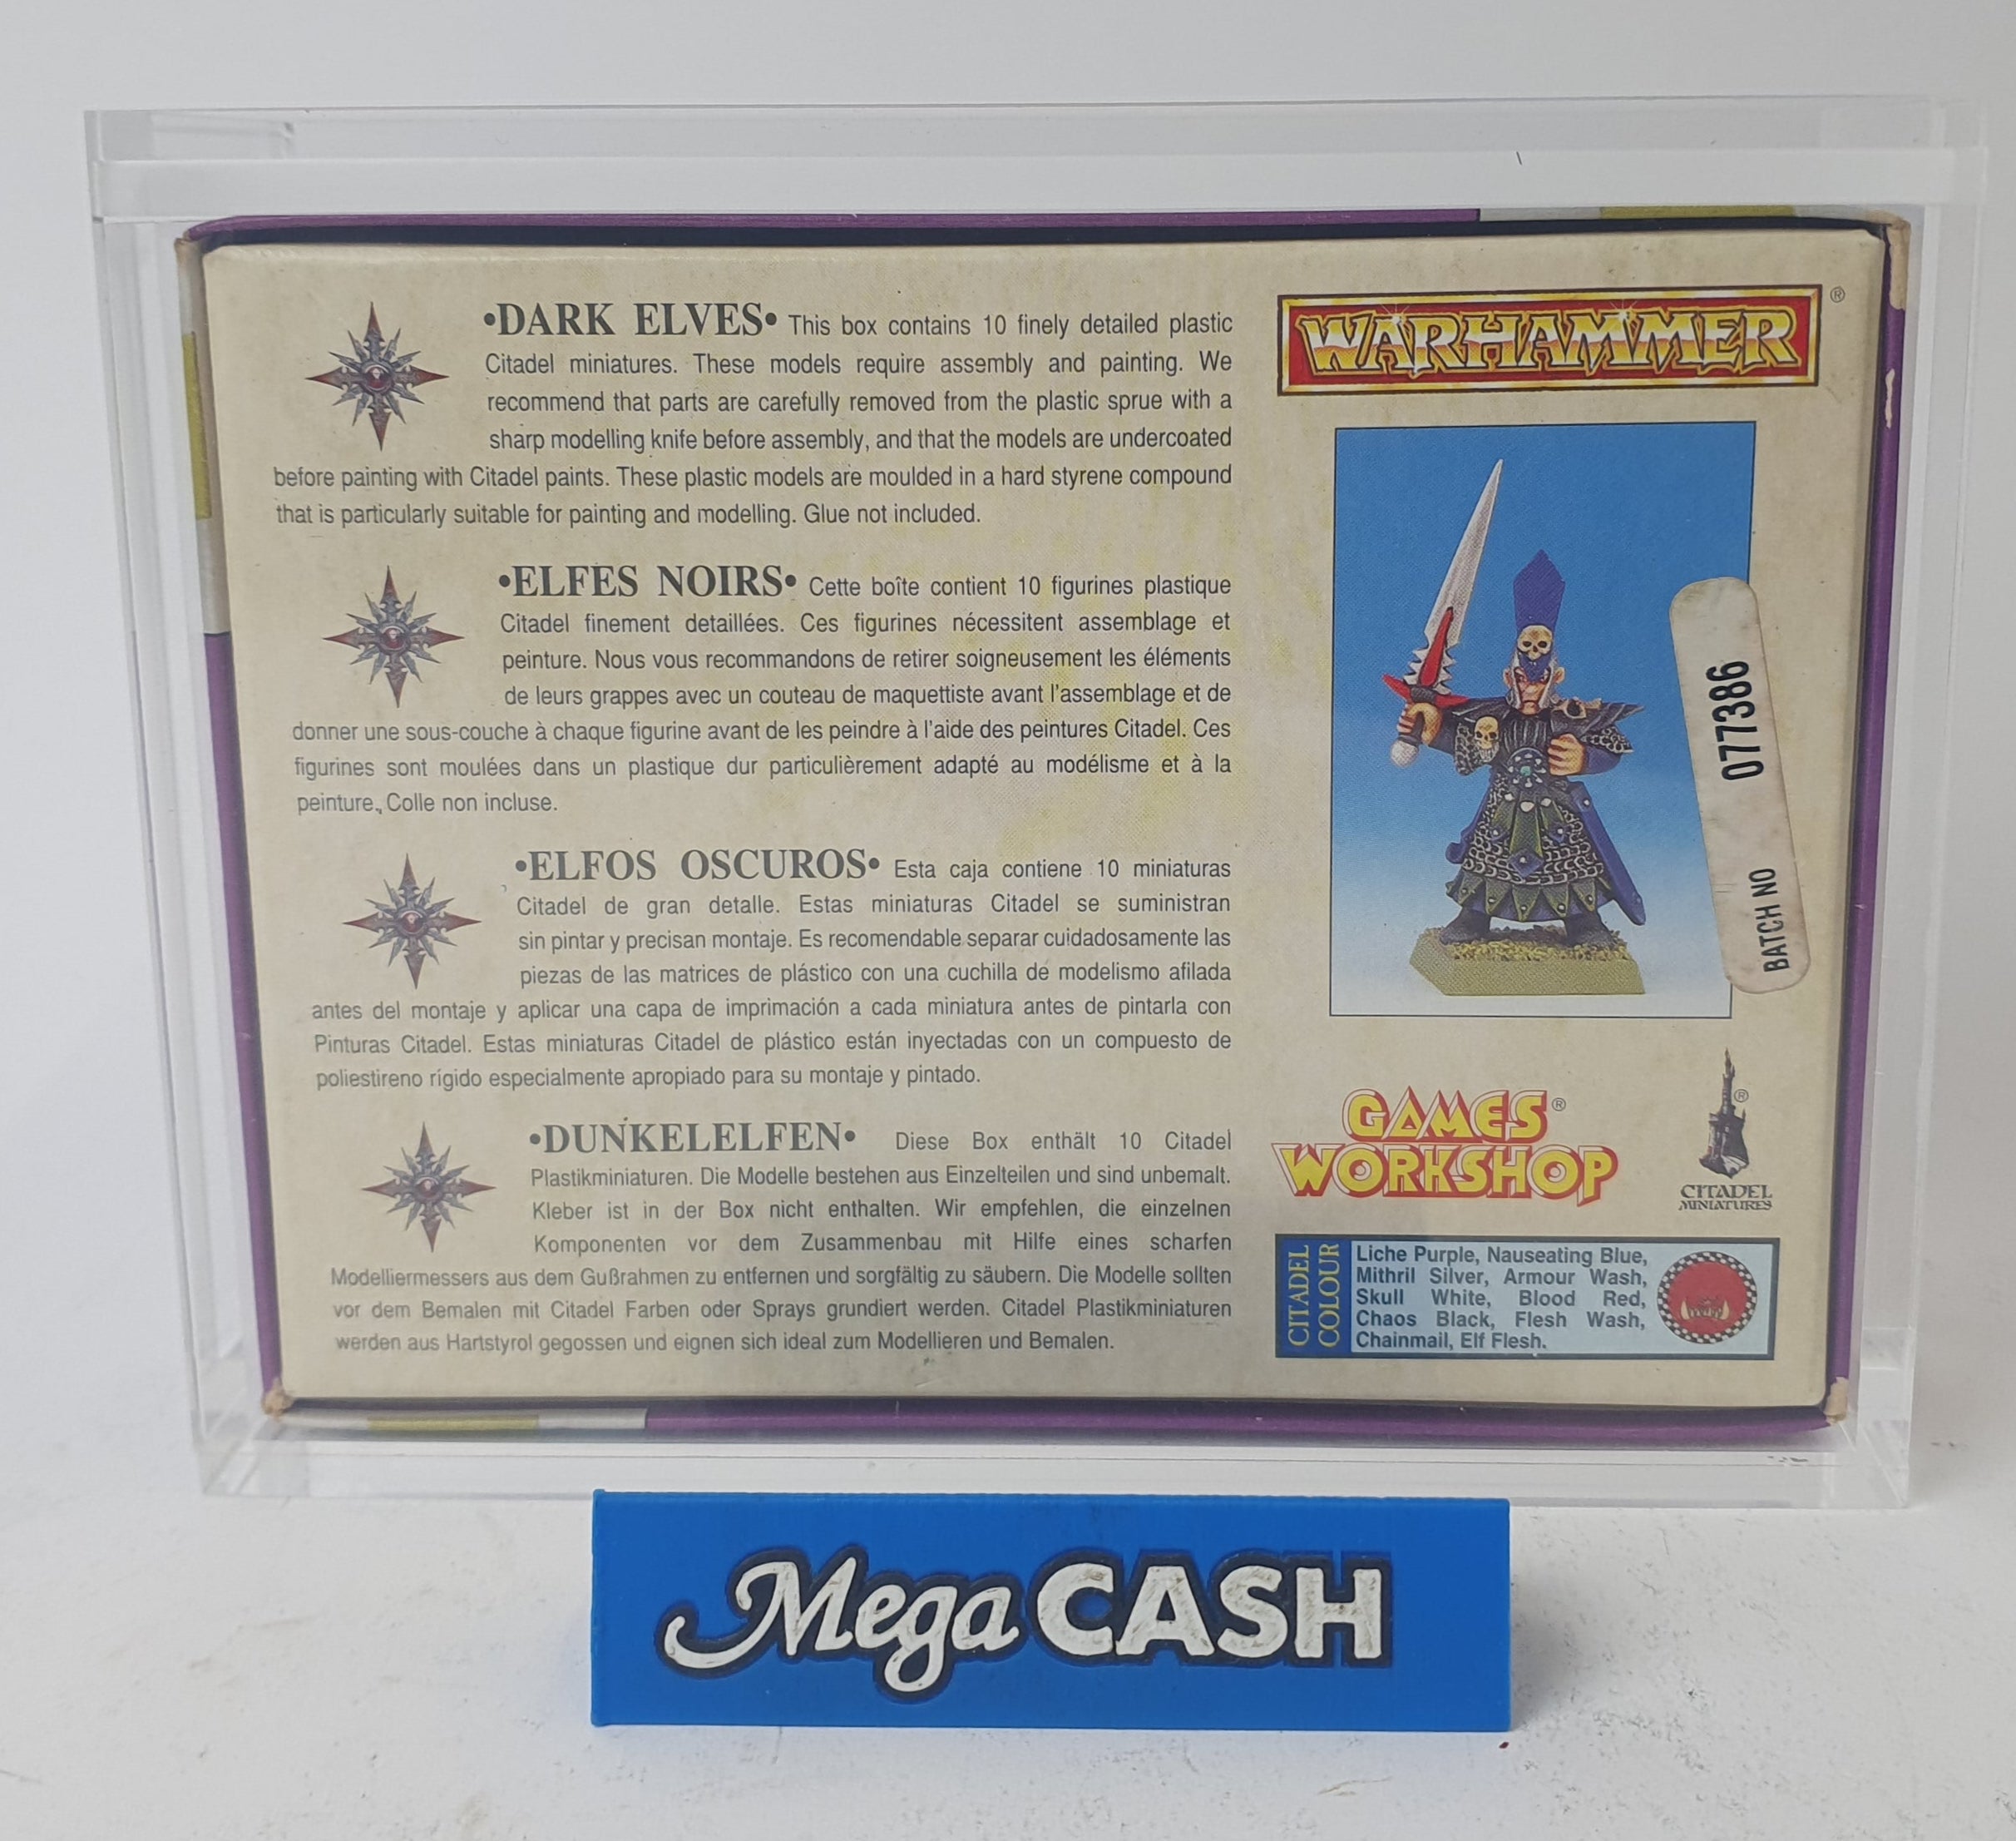 •DARK ELVES• This box contains 10 finely detailed plastic
Citadel miniatures. These models require assembly and painting. We
recommend that parts are carefully removed from the plastic sprue with a
sharp modelling knife before assembly, and that the models are undercoated
before painting with Citadel paints. These plastic models are moulded in a hard styrene compound
that is particularly suitable for painting and modelling. Glue not included.
•ELFES NOIRS• Cette boîte contient 10 figurines plastique
Citadel finement detaillées. Ces figurines nécessitent assemblage et
peinture. Nous vous recommandons de retirer soigneusement les éléments
de leurs grappes avec un couteau de maquettiste avant l'assemblage et de
donner une sous-couche à chaque figurine avant de les peindre à l'aide des peintures Citadel. Ces
figurines sont moulées dans un plastique dur particulièrement adapté au modélisme et à la
peinture. Colle non incluse.
•ELFOS OSCUROS• Esta caja contiene 10 miniaturas
Citadel de gran detalle. Estas miniaturas Citadel se suministran
sin pintar y precisan montaje. Es recomendable separar cuidadosamente las
piezas de las matrices de plástico con una cuchilla de modelismo afilada
antes del montaje y aplicar una capa de imprimación a cada miniatura antes de pintarla con
Pinturas Citadel. Estas miniaturas Citadel de plástico están inyectadas con un compuesto de
poliestireno rígido especialmente apropiado para su montaje y pintado.
•DUNKELELFEN• Diese Box enthält 10 Citadel
Plastikminiaturen. Die Modelle bestehen aus Einzelteilen und sind unbemalt.
Kleber ist in der Box nicht enthalten. Wir empfehlen, die einzelnen
Komponenten vor dem Zusammenbau mit Hilfe eines scharfen
Modelliermessers aus dem Gußrahmen zu entfernen und sorgfältig zu säubern. Die Modelle sollten
vor dem Bemalen mit Citadel Farben oder Sprays grundiert werden. Citadel Plastikminiaturen
werden aus Hartstyrol gegossen und eignen sich ideal zum Modellieren und Bemalen.
WARHAMMER®
BATCH NO 077386
GAMES®
WORKSHOP
®
CITADEL
MINIATURES
CITADEL
COLOUR
Liche Purple, Nauseating Blue,
Mithril Silver, Armour Wash,
Skull White, Blood Red,
Chaos Black, Flesh Wash,
Chainmail, Elf Flesh.
Mega CASH